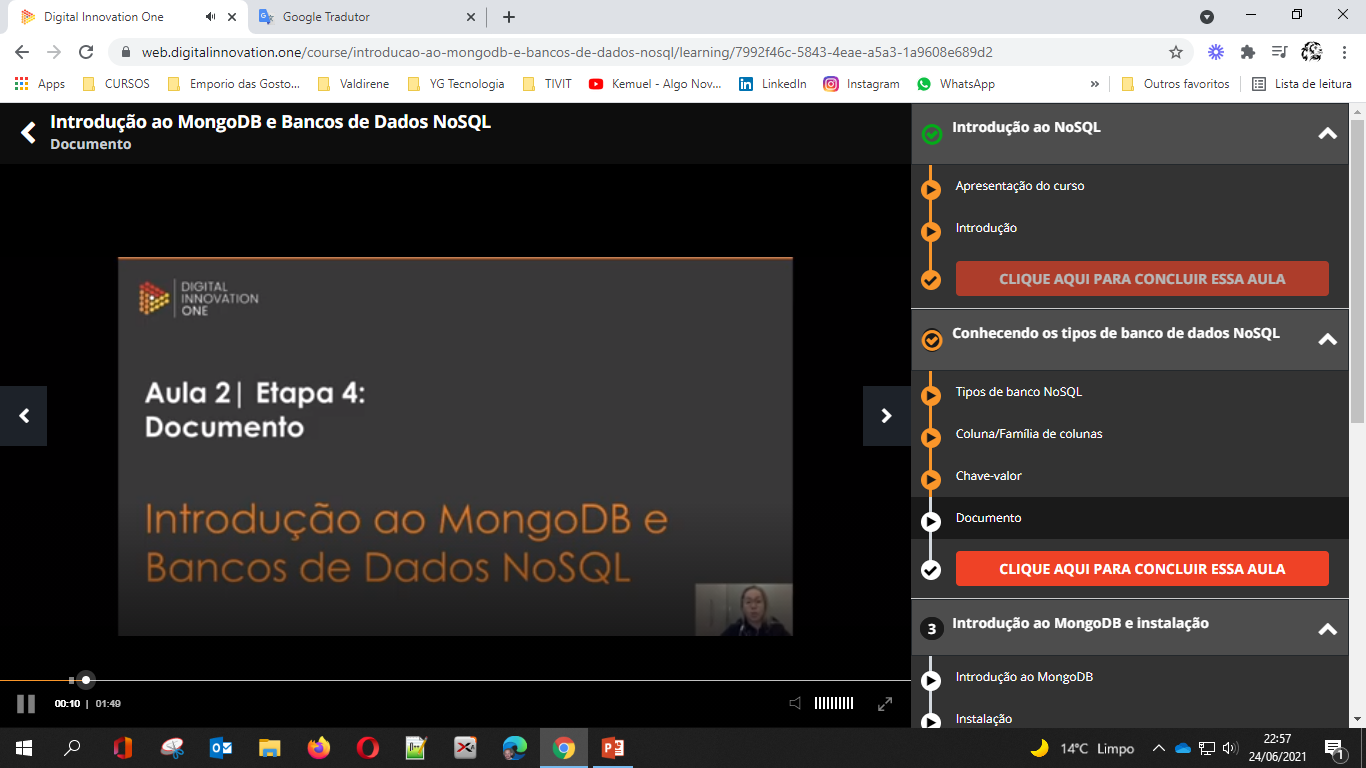 Digital Innovation One
Google Tradutor
web.digitalinnovation.one/course/introducao-ao-mongodb-e-bancos-de-dados-nosql/learning/7992f46c-5843-4eae-a5a3-1a9608e689d2
Apps
CURSOS
Emporio das Gosto...
Valdirene
YG Tecnologia
TIVIT
Kemuel - Algo Nov...
LinkedIn
Instagram
WhatsApp
»
Outros favoritos
Lista de leitura
Introdução ao MongoDB e Bancos de Dados NoSQL
Documento
DIGITAL
INNOVATION
ONE
Aula 2| Etapa 4:
Documento
Introdução ao MongoDB e
Bancos de Dados NoSQL
00:10 | 01:49
Introdução ao NoSQL
Apresentação do curso
Introdução
CLIQUE AQUI PARA CONCLUIR ESSA AULA
Conhecendo os tipos de banco de dados NoSQL
Tipos de banco NoSQL
Coluna/Família de colunas
Chave-valor
Documento
CLIQUE AQUI PARA CONCLUIR ESSA AULA
3 Introdução ao MongoDB e instalação
Introdução ao MongoDB
Instalação
14°C Limpo
22:57
24/06/2021
1